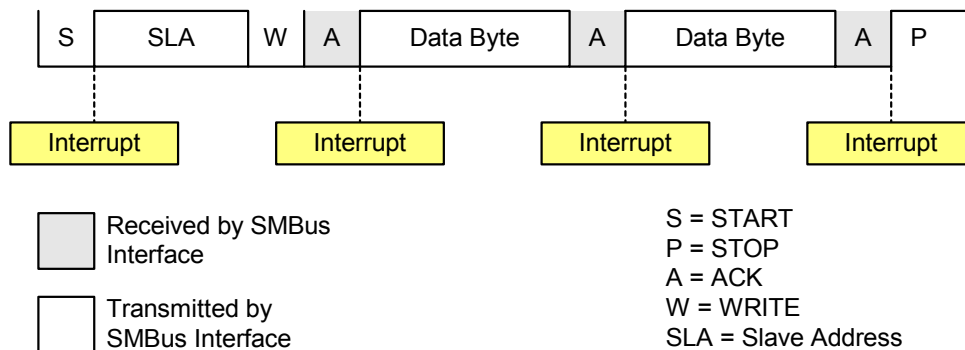 S SLA W A Data Byte A Data Byte A P
Interrupt Interrupt Interrupt Interrupt
Received by SMBus
Interface
Transmitted by
SMBus Interface
S = START
P = STOP
A = ACK
W = WRITE
SLA = Slave Address